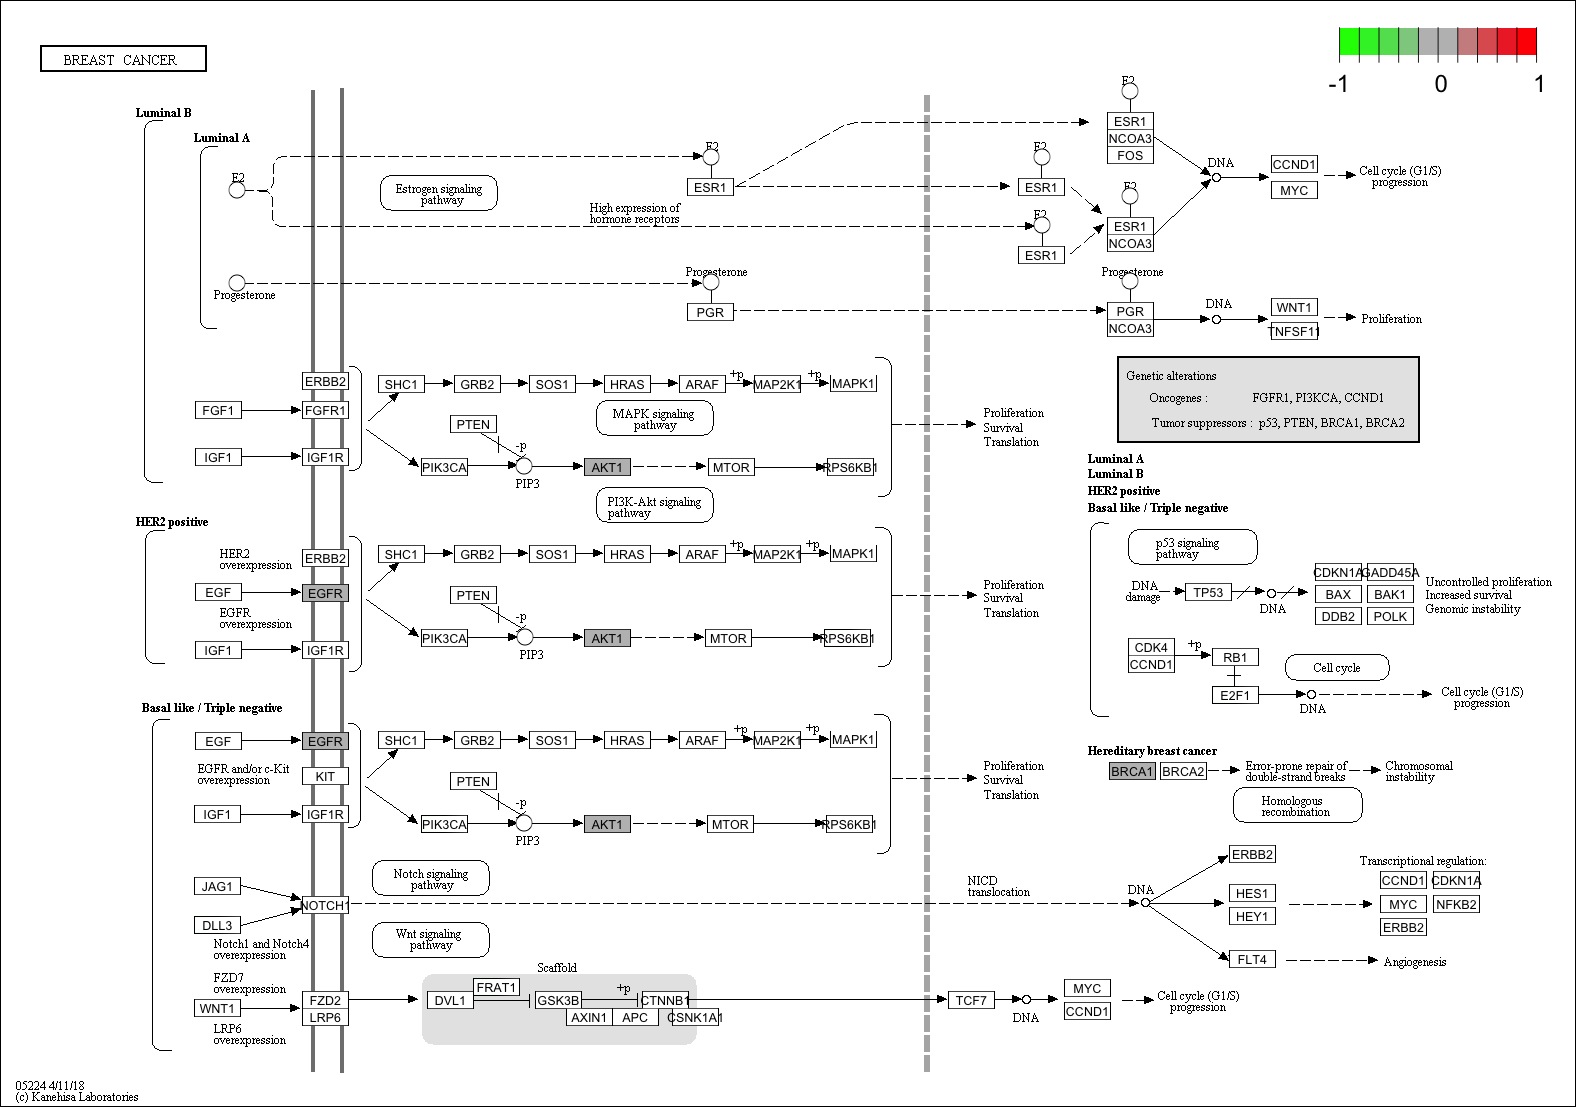 BREAST CANCER
-1 0 1
Luminal B
Luminal A
E2
E2
Estrogen signaling
pathway
High expression of
hormone receptors
ESR1
E2
ESR1
E2
ESR1
E2
ESR1
NCOA3
FOS
E2
ESR1
NCOA3
DNA
CCND1
MYC
Cell cycle (G1/S)
progression
Progesterone
Progesterone
PGR
Progesterone
PGR
NCOA3
DNA
WNT1
TNFSF11
Proliferation
ERBB2
FGF1
FGFR1
IGF1
IGF1R
SHC1
GRB2
SOS1
HRAS
ARAF
+p
MAP2K1
+p
MAPK1
MAPK signaling
pathway
PTEN
-p
PIK3CA
PIP3
AKT1
MTOR
RPS6KB1
PI3K-Akt signaling
pathway
Proliferation
Survival
Translation
Genetic alterations
Oncogenes : FGFR1, PI3KCA, CCND1
Tumor suppressors : p53, PTEN, BRCA1, BRCA2
HER2 positive
HER2
overexpression
ERBB2
EGF
EGFR
EGFR
overexpression
IGF1
IGF1R
SHC1
GRB2
SOS1
HRAS
ARAF
+p
MAP2K1
+p
MAPK1
PTEN
-p
PIK3CA
PIP3
AKT1
MTOR
RPS6KB1
Proliferation
Survival
Translation
Luminal A
Luminal B
HER2 positive
Basal like / Triple negative
p53 signaling
pathway
DNA
damage
TP53
DNA
CDKN1A
GADD45A
BAX
BAK1
DDB2
POLK
Uncontrolled proliferation
Increased survival
Genomic instability
CDK4
CCND1
+p
RB1
E2F1
Cell cycle
DNA
Cell cycle (G1/S)
progression
Basal like / Triple negative
EGF
EGFR
EGFR and/or c-Kit
overexpression
KIT
IGF1
IGF1R
SHC1
GRB2
SOS1
HRAS
ARAF
+p
MAP2K1
+p
MAPK1
PTEN
-p
PIK3CA
PIP3
AKT1
MTOR
RPS6KB1
Proliferation
Survival
Translation
Hereditary breast cancer
BRCA1
BRCA2
Error-prone repair of
double-strand breaks
Chromosomal
instability
Homologous
recombination
JAG1
DLL3
NOTCH1
Notch1 and Notch4
overexpression
Notch signaling
pathway
NICD
translocation
DNA
ERBB2
HES1
HEY1
FLT4
Transcriptional regulation:
CCND1
CDKN1A
MYC
NFKB2
ERBB2
Angiogenesis
Wnt signaling
pathway
FZD7
overexpression
WNT1
FZD2
LRP6
LRP6
overexpression
Scaffold
DVL1
FRAT1
GSK3B
+p
CTNNB1
AXIN1
APC
CSNK1A1
TCF7
DNA
MYC
CCND1
Cell cycle (G1/S)
progression
05224 4/11/18
(c) Kanehisa Laboratories